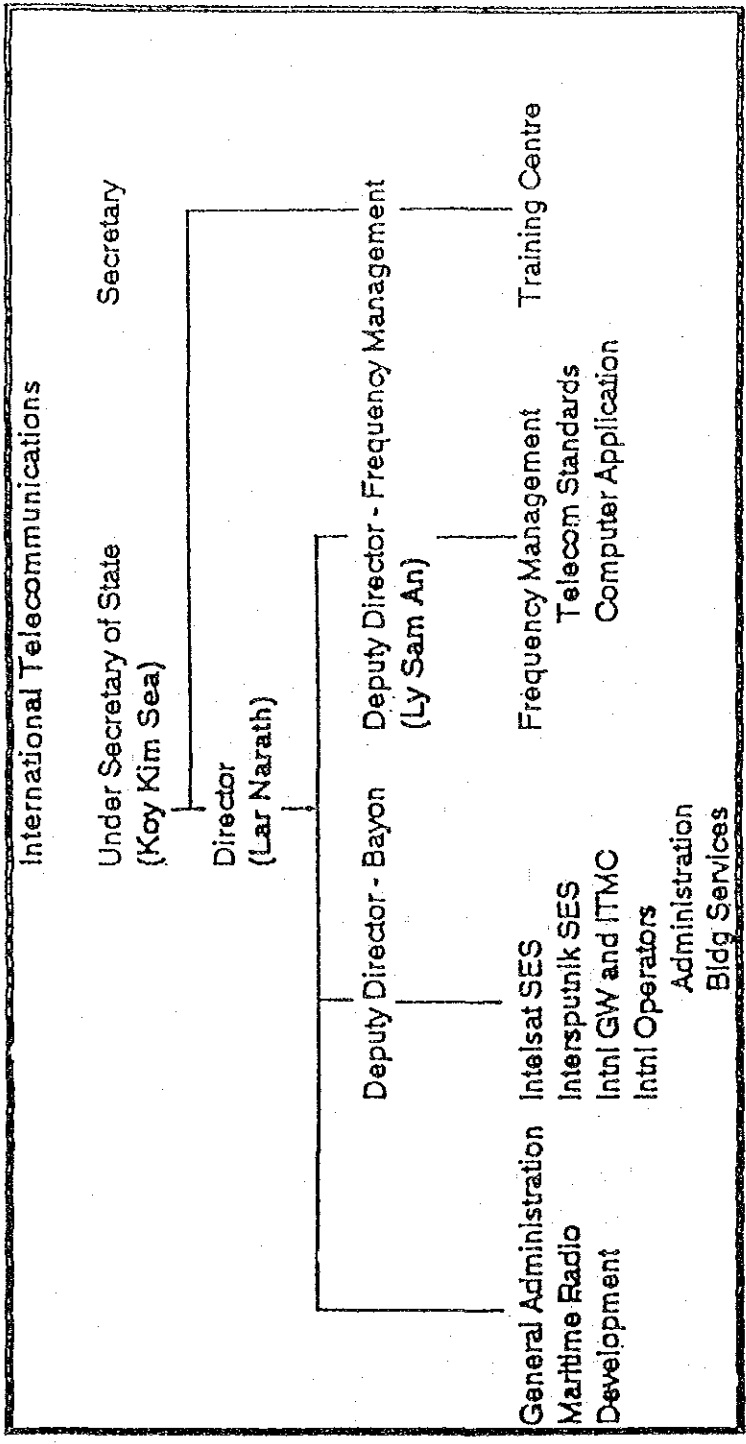 International Telecommunications
Under Secretary of State
(Koy Kim Sea)
Secretary
Director
(Lar Narath)
Deputy Director - Bayon
Deputy Director - Frequency Management
(Ly Sam An)
General Administration
Maritime Radio
Development
Intelsat SES
Intersputnik SES
Intnl GW and ITMC
Intnl Operators
Administration
Bldg Services
Frequency Management
Telecom Standards
Computer Application
Training Centre